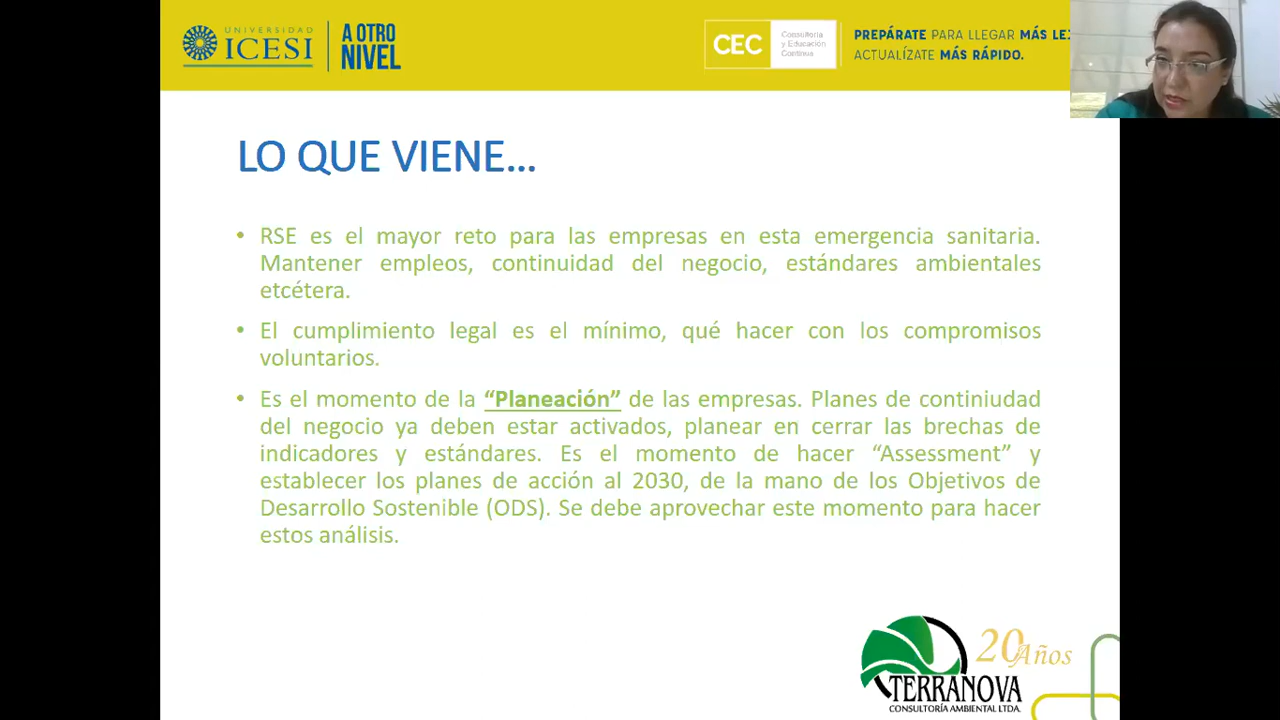 UNIVERSIDAD
ICESI
A OTRO
NIVEL
CEC
Consultoría
y Educación
Continua
PREPÁRATE PARA LLEGAR MÁS
ACTUALÍZATE MÁS RÁPIDO.
LO QUE VIENE...
• RSE es el mayor reto para las empresas en esta emergencia sanitaria.
Mantener empleos, continuidad del negocio, estándares ambientales
etcétera.
• El cumplimiento legal es el mínimo, qué hacer con los compromisos
voluntarios.
• Es el momento de la “Planeación” de las empresas. Planes de continiudad
del negocio ya deben estar activados, planear en cerrar las brechas de
indicadores y estándares. Es el momento de hacer “Assessment” y
establecer los planes de acción al 2030, de la mano de los Objetivos de
Desarrollo Sostenible (ODS). Se debe aprovechar este momento para hacer
estos análisis.
20 Años
TERRANOVA
CONSULTORÍA AMBIENTAL LTDA.